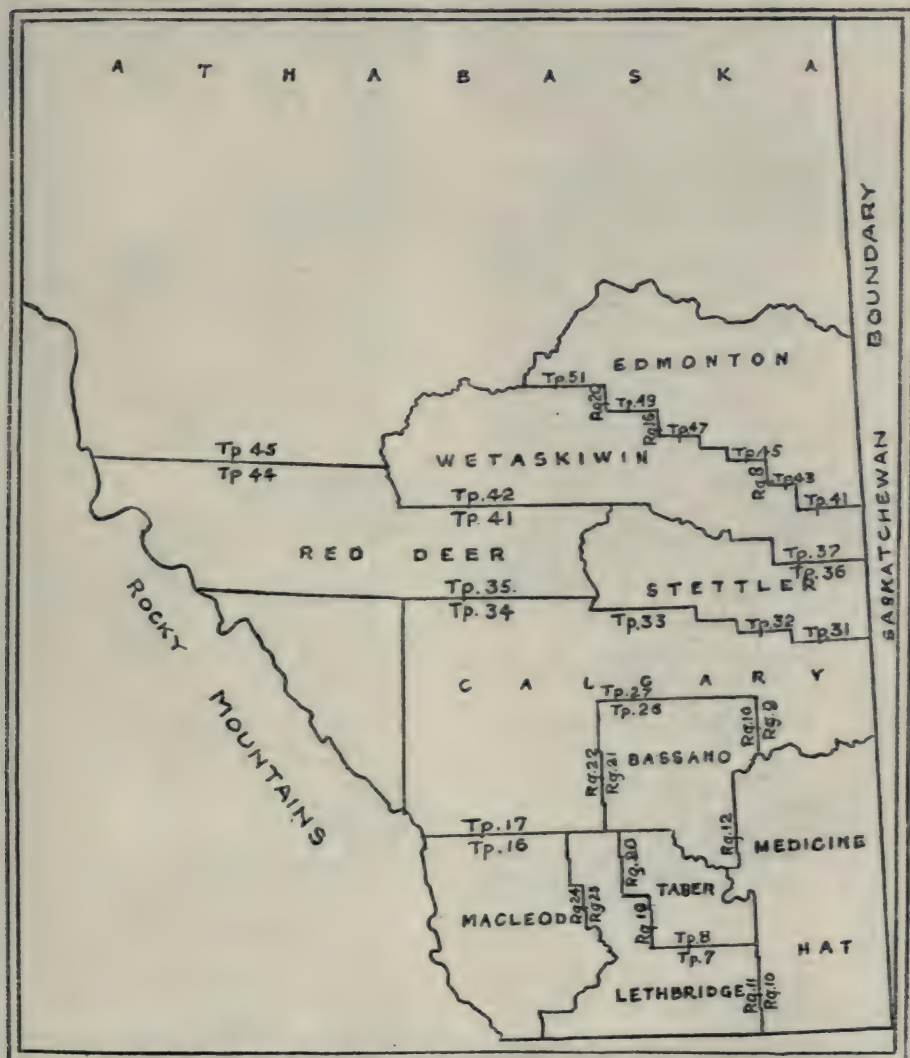 ATHABASKA
BOUNDARY
EDMONTON
Tp.51
Rg.20
Tp.49
Rg.16
Tp.47
Tp.45
Rg.8
Tp.43
Tp.41
Tp 45
Tp 44
WETASKIWIN
Tp.42
Tp.41
SASKATCHEWAN
RED DEER
Tp.37
Tp.36
Tp.35.
Tp.34
STETTLER
Tp.33
Tp.32
Tp.31
ROCKY MOUNTAINS
CALGARY
Tp.27
Tp.26
Rg.10
Rg.9
Rg.22
Rg.21
BASSANO
Tp.17
Tp.16
Rg.12
MEDICINE
HAT
Rg.20
TABER
Rg.24
Rg.23
MACLEOD
Rg.19
Tp.8
Tp.7
LETHBRIDGE
Rg.11
Rg.10